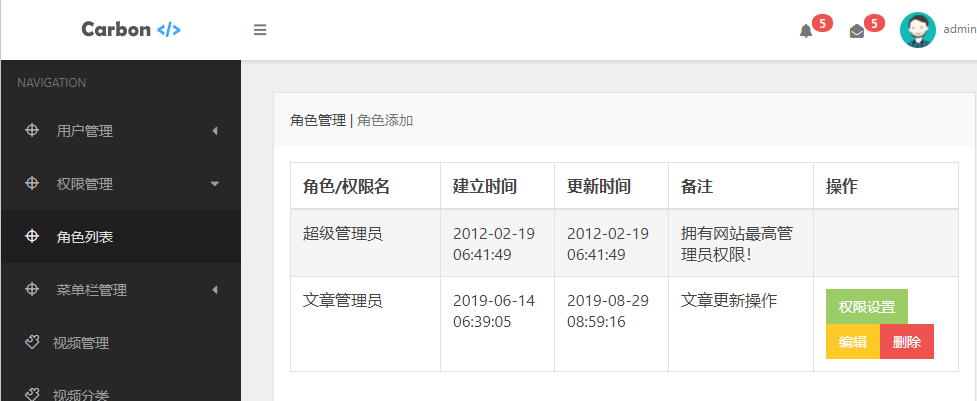 Carbon </>
5
5
admin
NAVIGATION
用户管理
权限管理
角色列表
菜单栏管理
视频管理
视频分类
角色管理 | 角色添加
角色/权限名 建立时间 更新时间 备注 操作
超级管理员 2012-02-19 2012-02-19 拥有网站最高管
06:41:49 06:41:49 理员权限！
文章管理员 2019-06-14 2019-08-29 文章更新操作 权限设置
06:39:05 08:59:16
编辑 删除